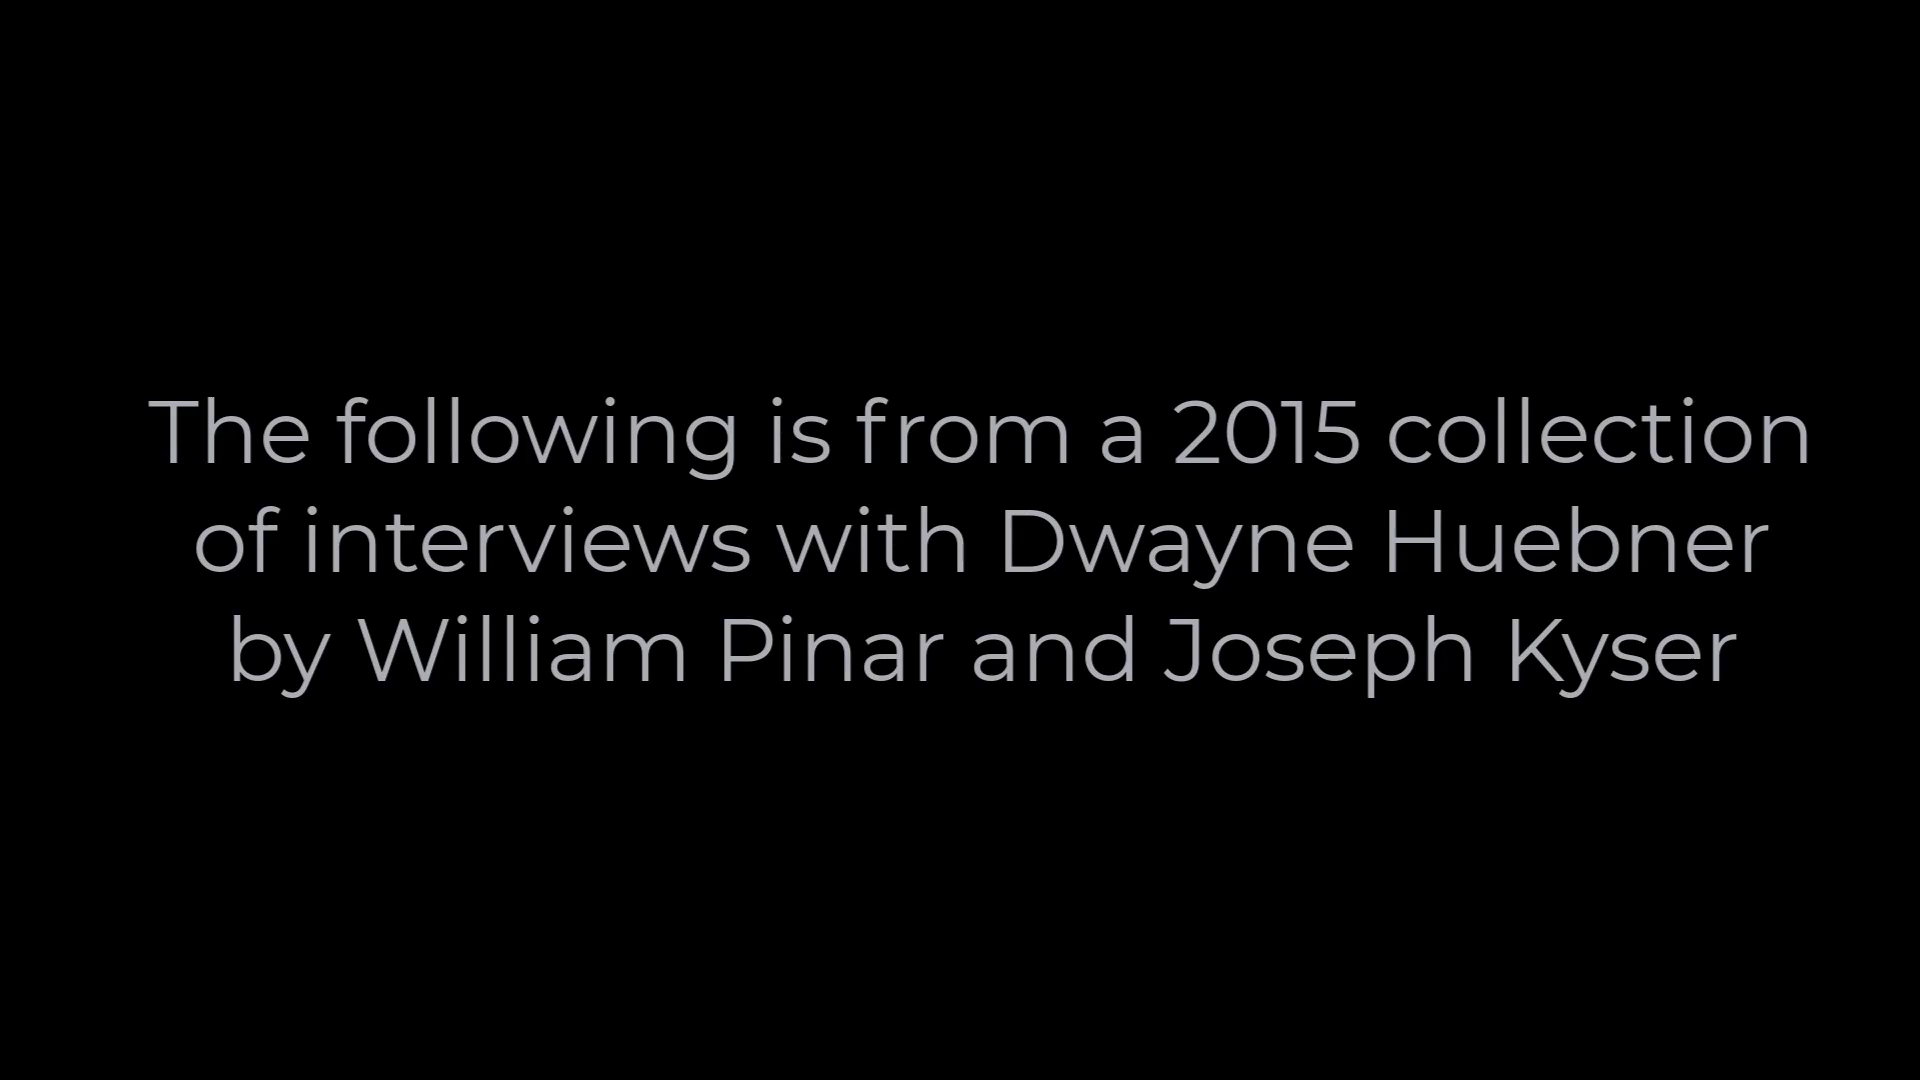 The following is from a 2015 collection
of interviews with Dwayne Huebner
by William Pinar and Joseph Kyser